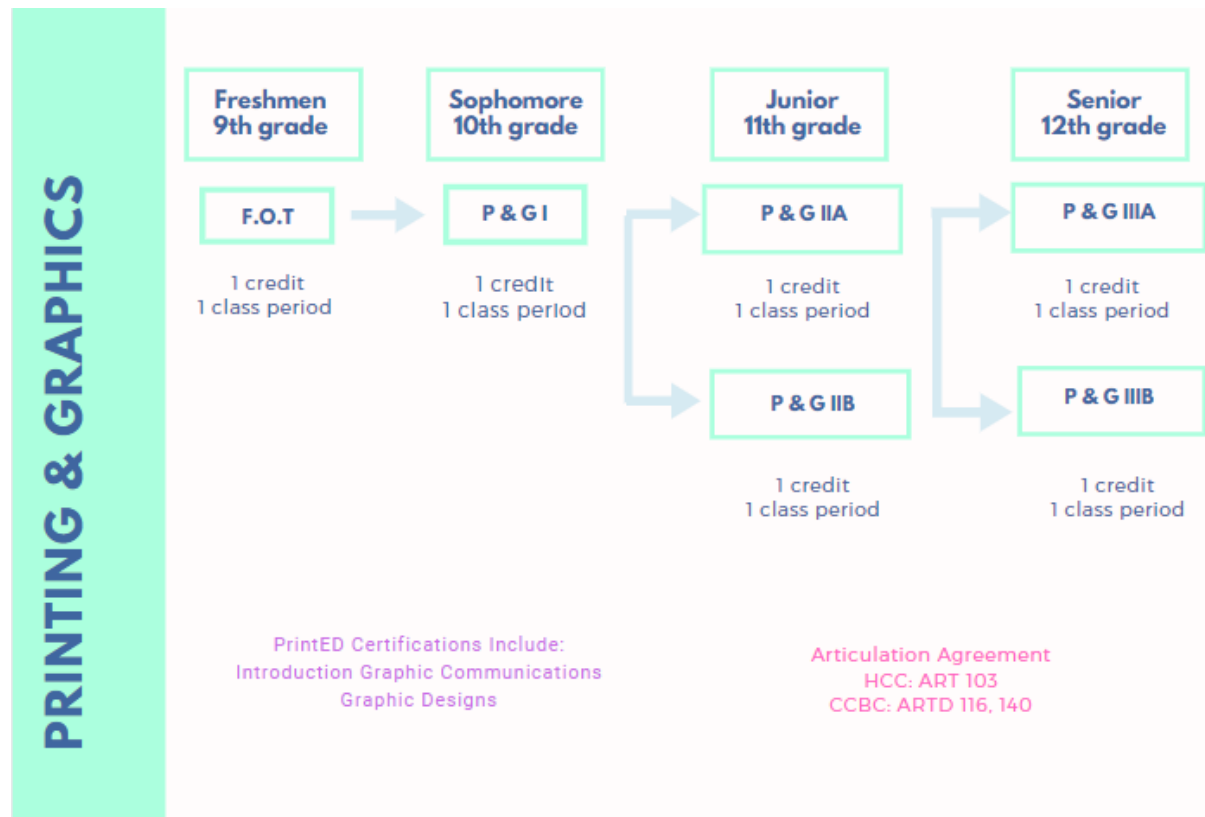 PRINTING & GRAPHICS
Freshmen
9th grade
Sophomore
10th grade
Junior
11th grade
Senior
12th grade
F.O.T
P & G I
P & G IIA
P & G IIIA
1 credit
1 class period
1 credit
1 class period
1 credit
1 class period
1 credit
1 class period
P & G IIB
P & G IIIB
1 credit
1 class period
1 credit
1 class period
PrintED Certifications Include:
Introduction Graphic Communications
Graphic Designs
Articulation Agreement
HCC: ART 103
CCBC: ARTD 116, 140